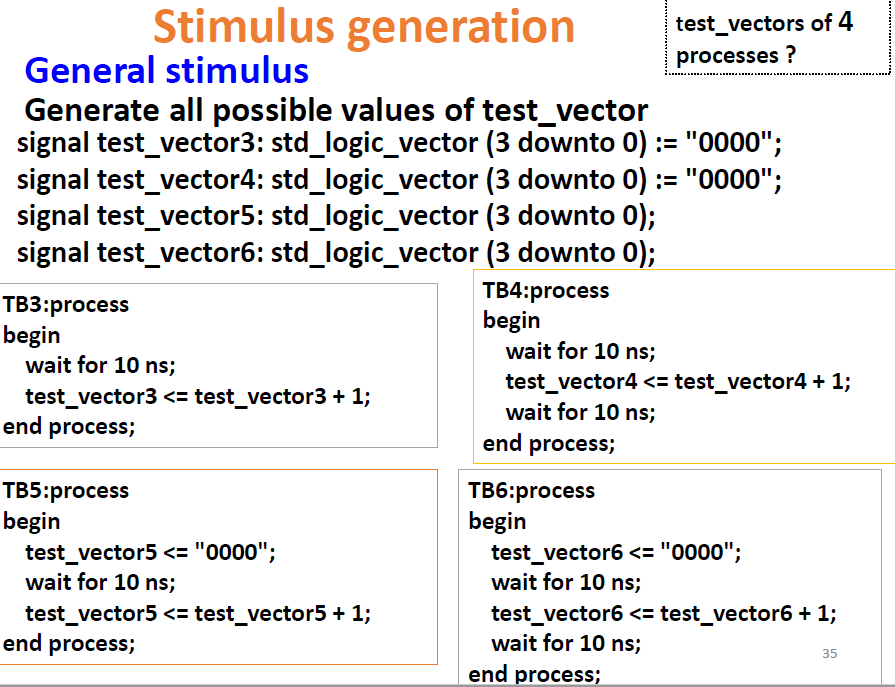 Stimulus generation
test_vectors of 4
processes ?
General stimulus
Generate all possible values of test_vector
signal test_vector3: std_logic_vector (3 downto 0) := "0000";
signal test_vector4: std_logic_vector (3 downto 0) := "0000";
signal test_vector5: std_logic_vector (3 downto 0);
signal test_vector6: std_logic_vector (3 downto 0);
TB3:process
begin
wait for 10 ns;
test_vector3 <= test_vector3 + 1;
end process;
TB4:process
begin
wait for 10 ns;
test_vector4 <= test_vector4 + 1;
wait for 10 ns;
end process;
TB5:process
begin
test_vector5 <= "0000";
wait for 10 ns;
test_vector5 <= test_vector5 + 1;
end process;
TB6:process
begin
test_vector6 <= "0000";
wait for 10 ns;
test_vector6 <= test_vector6 + 1;
wait for 10 ns;
end process;
35